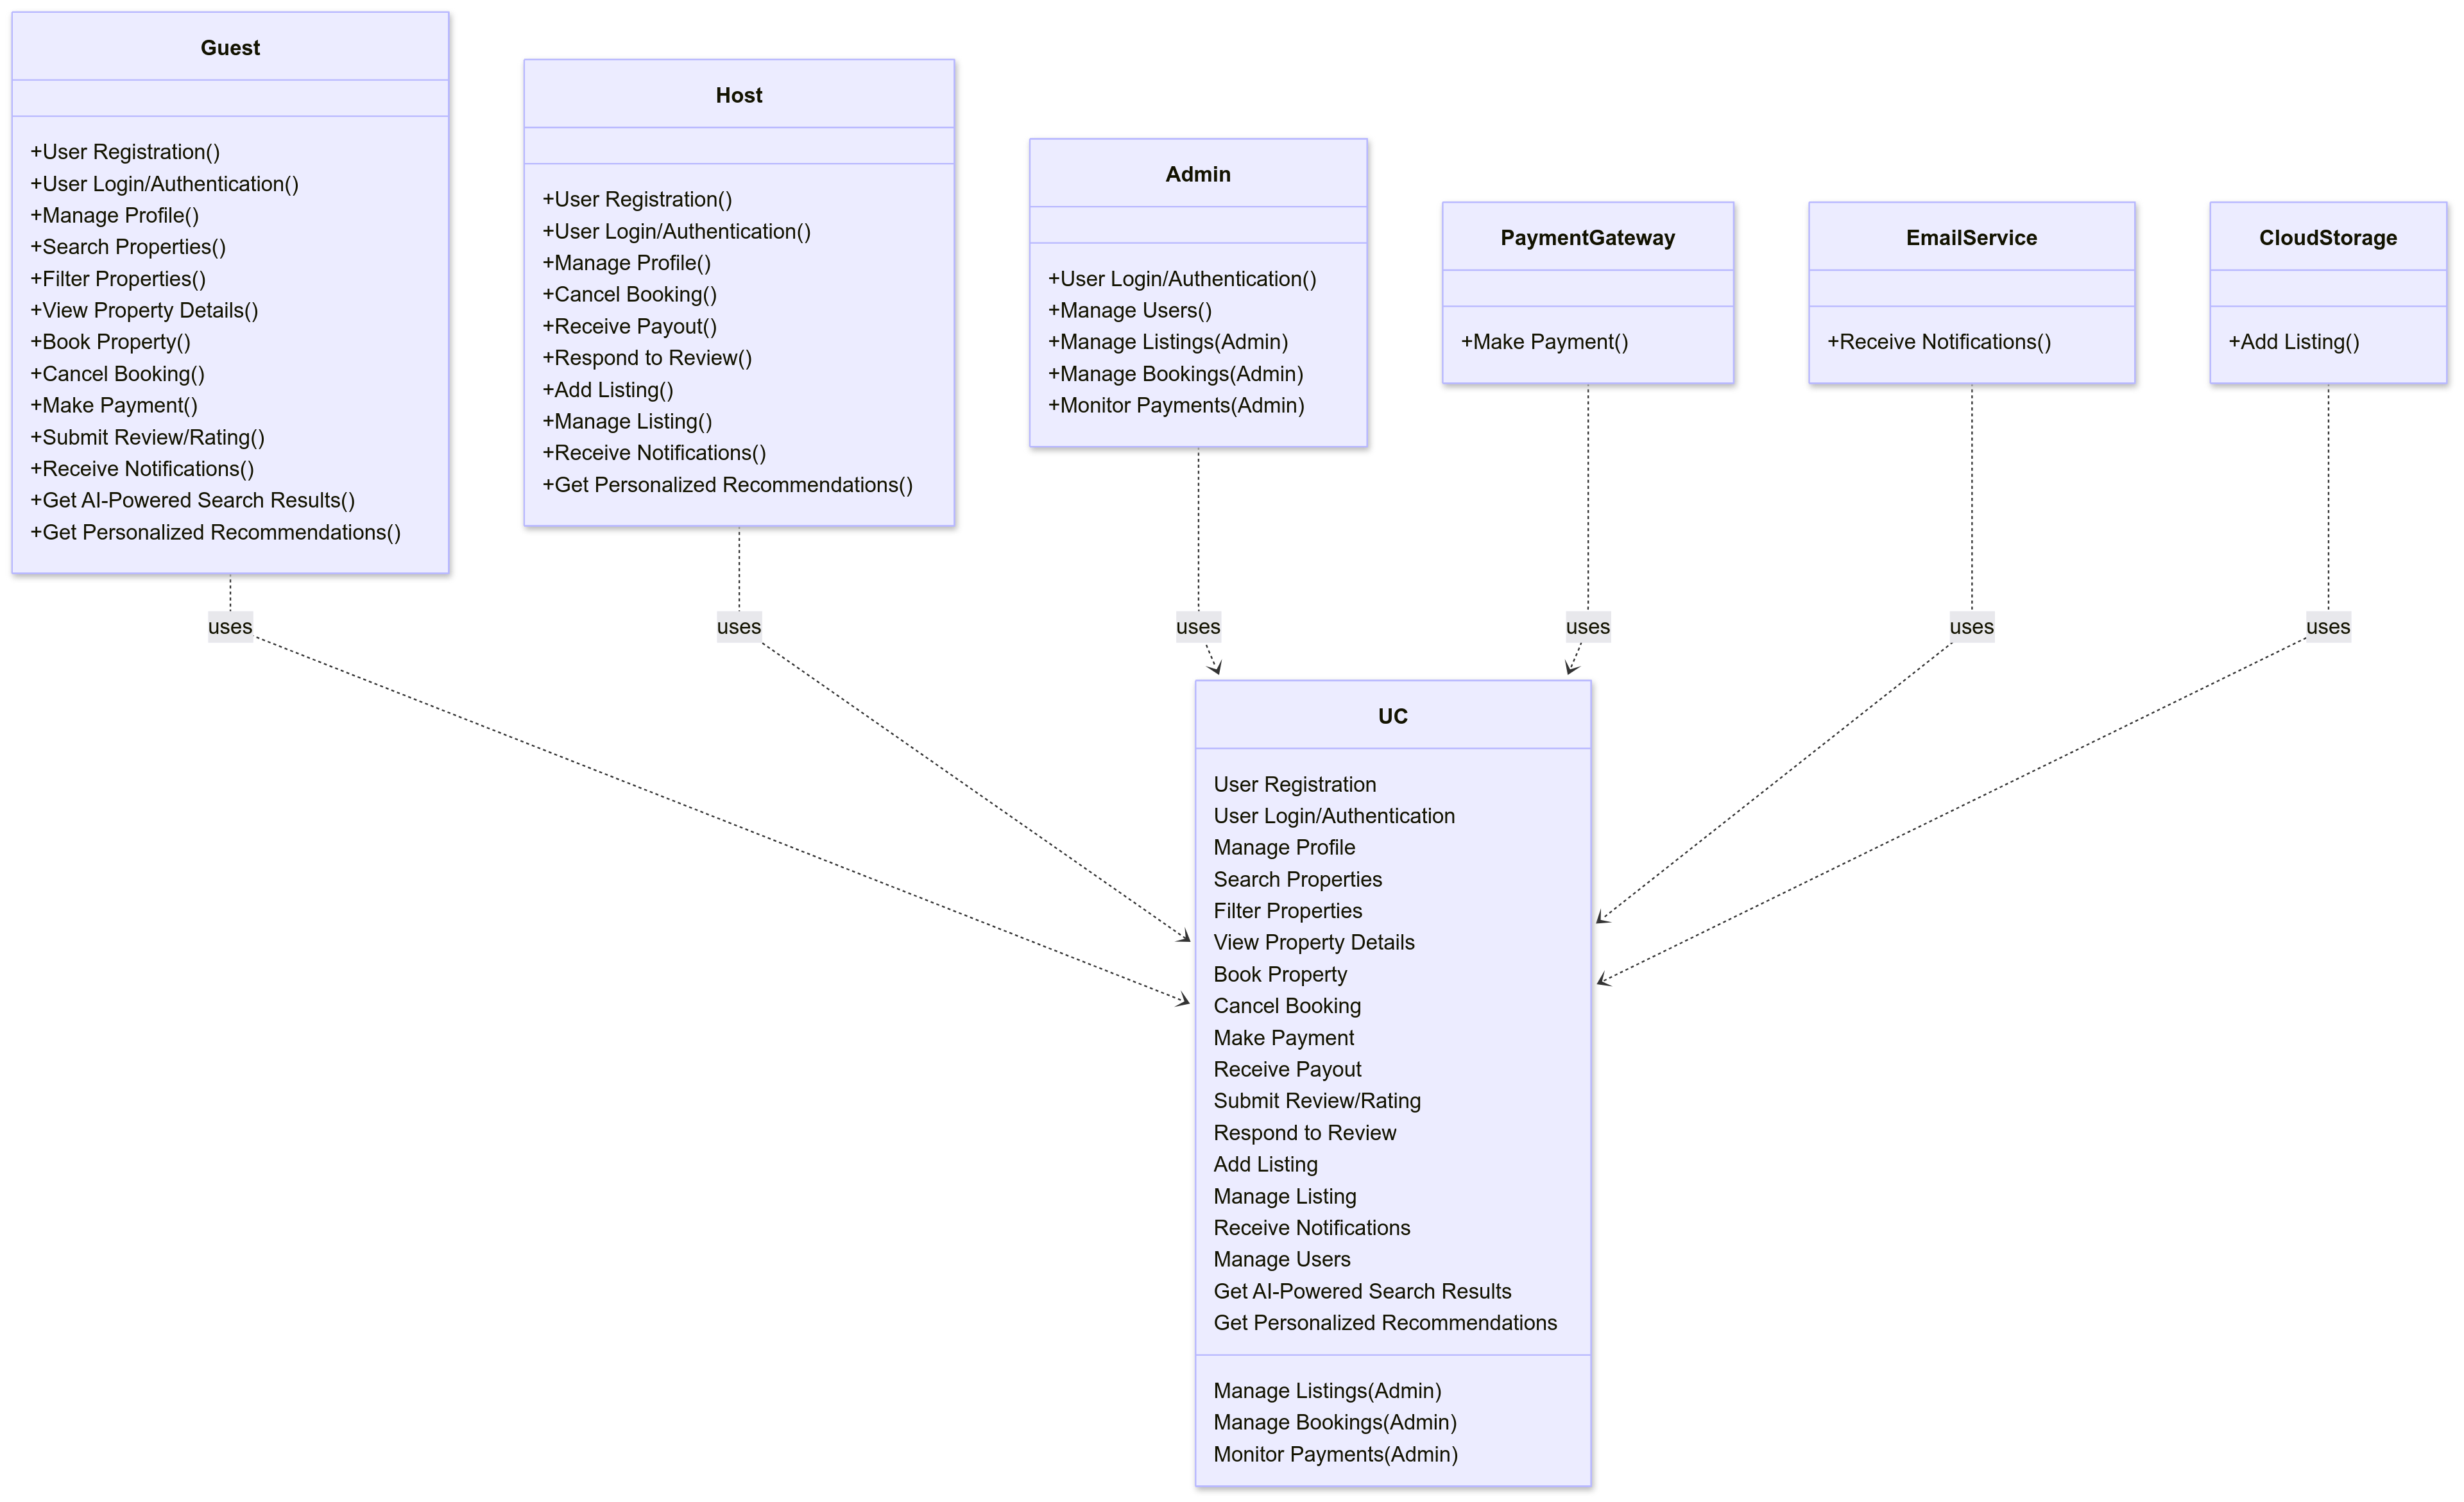 Guest
+User Registration()
+User Login/Authentication()
+Manage Profile()
+Search Properties()
+Filter Properties()
+View Property Details()
+Book Property()
+Cancel Booking()
+Make Payment()
+Submit Review/Rating()
+Receive Notifications()
+Get AI-Powered Search Results()
+Get Personalized Recommendations()
Host
+User Registration()
+User Login/Authentication()
+Manage Profile()
+Cancel Booking()
+Receive Payout()
+Respond to Review()
+Add Listing()
+Manage Listing()
+Receive Notifications()
+Get Personalized Recommendations()
Admin
+User Login/Authentication()
+Manage Users()
+Manage Listings(Admin)
+Manage Bookings(Admin)
+Monitor Payments(Admin)
PaymentGateway
+Make Payment()
EmailService
+Receive Notifications()
CloudStorage
+Add Listing()
uses
uses
uses
uses
uses
uses
UC
User Registration
User Login/Authentication
Manage Profile
Search Properties
Filter Properties
View Property Details
Book Property
Cancel Booking
Make Payment
Receive Payout
Submit Review/Rating
Respond to Review
Add Listing
Manage Listing
Receive Notifications
Manage Users
Get AI-Powered Search Results
Get Personalized Recommendations
Manage Listings(Admin)
Manage Bookings(Admin)
Monitor Payments(Admin)